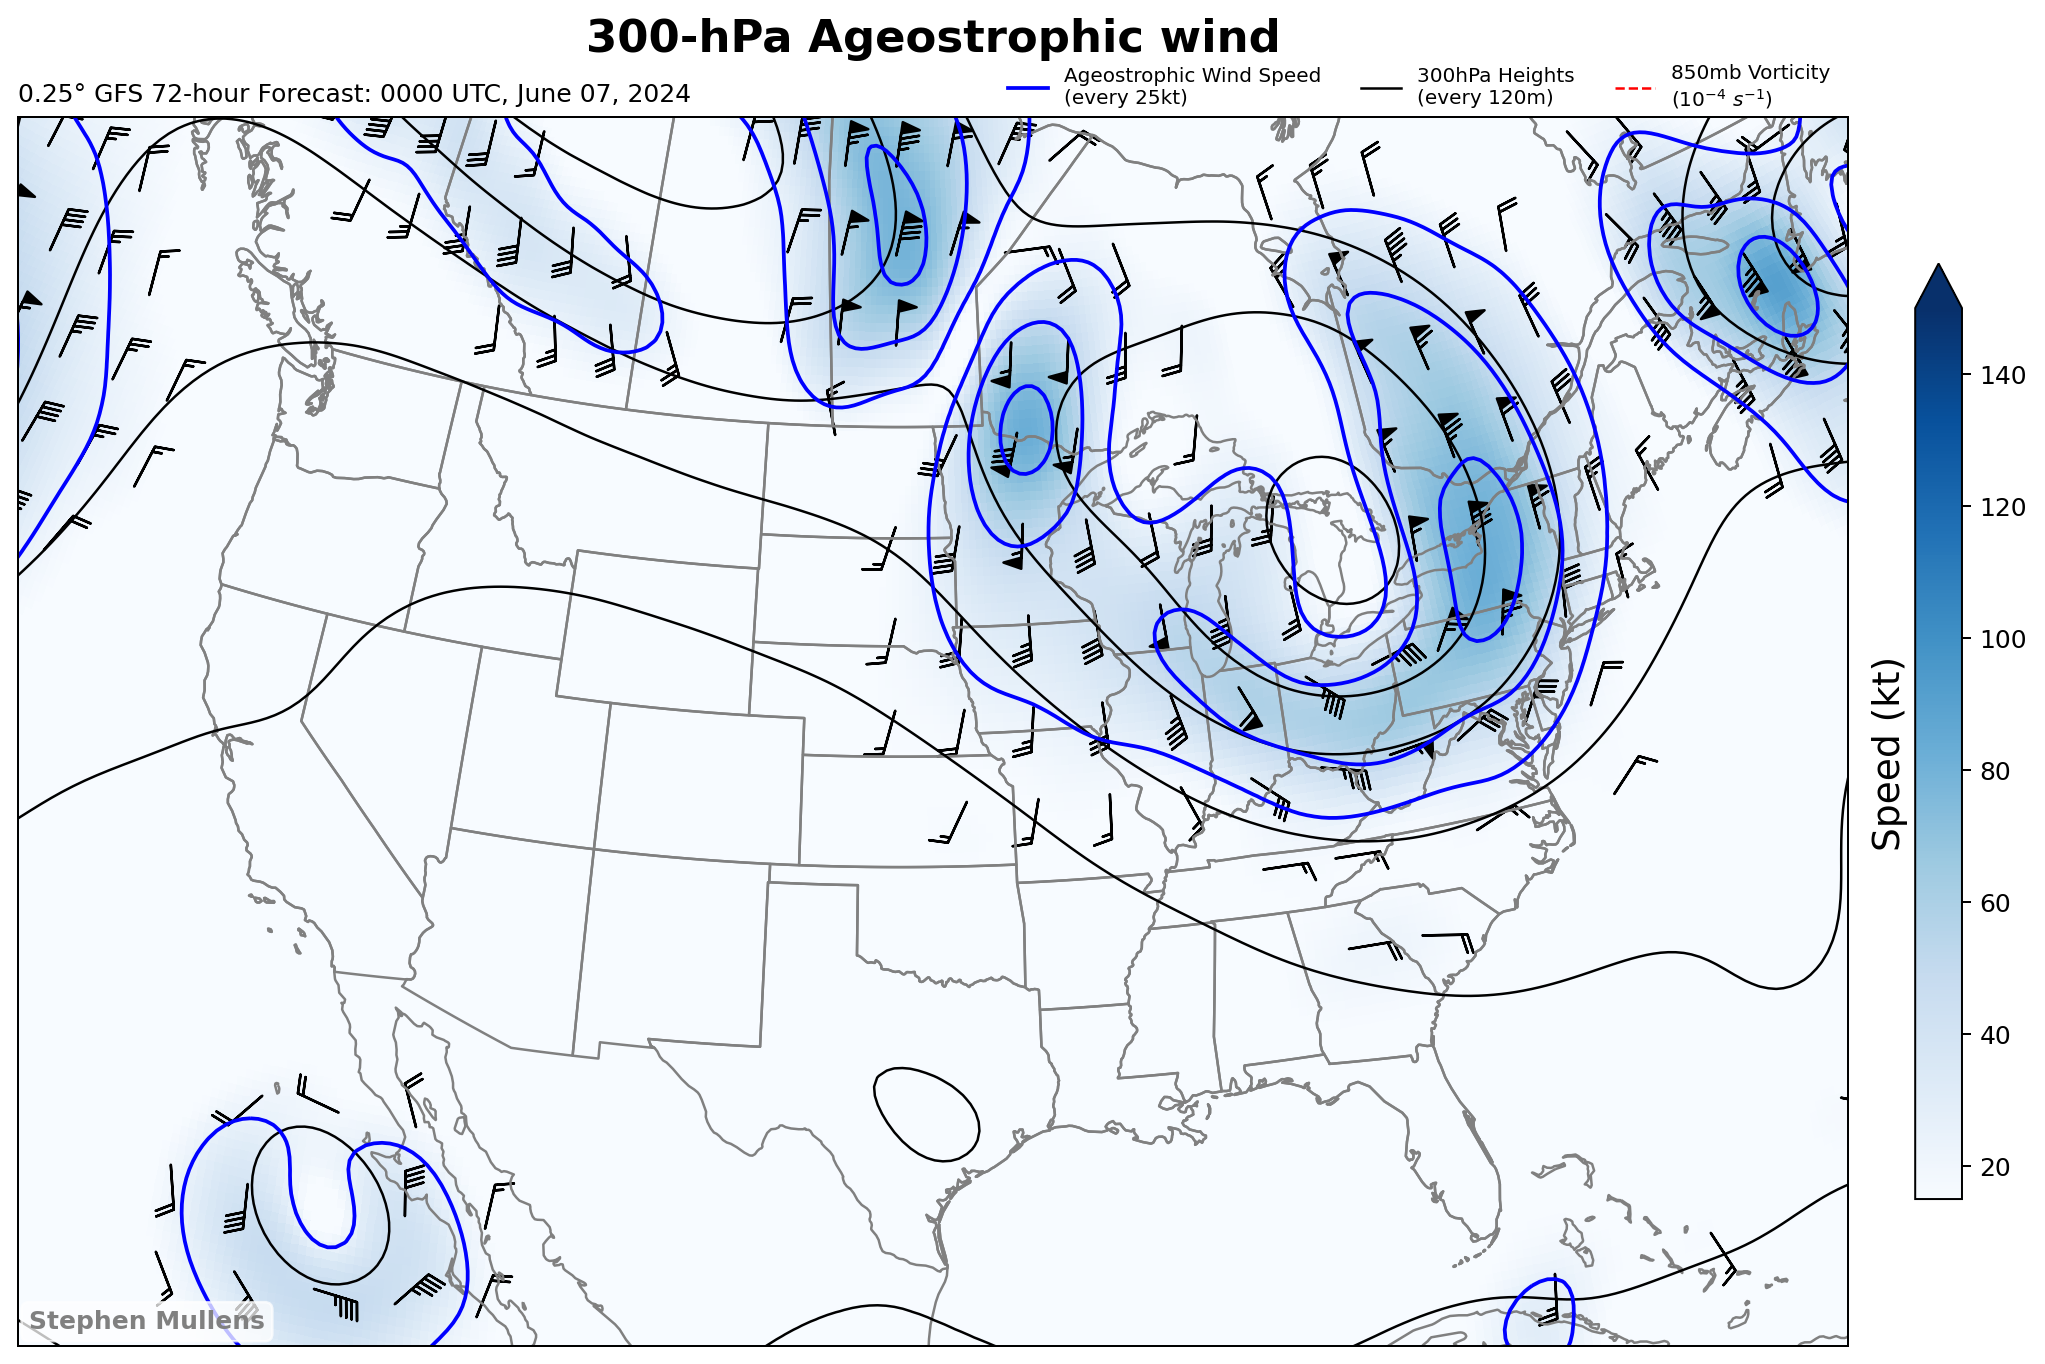 300-hPa Ageostrophic wind
0.25° GFS 72-hour Forecast: 0000 UTC, June 07, 2024
Ageostrophic Wind Speed
(every 25kt)
300hPa Heights
(every 120m)
850mb Vorticity
(10⁻⁴ s⁻¹)
140
120
100
80
60
40
20
Speed (kt)
Stephen Mullens